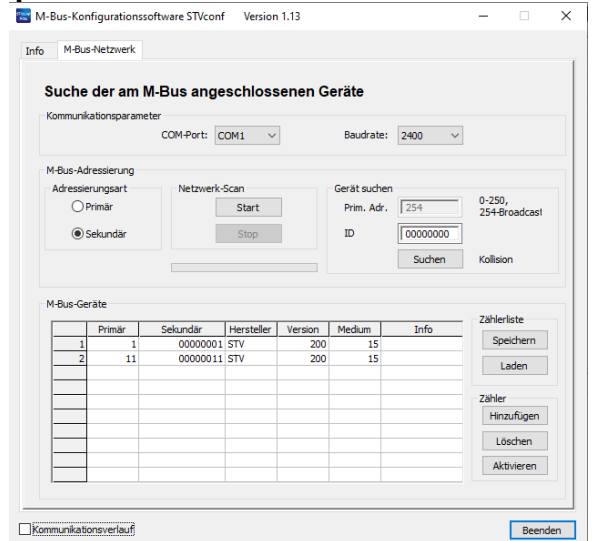 M-Bus-Konfigurationssoftware STVconf Version 1.13
Info M-Bus-Netzwerk
Suche der am M-Bus angeschlossenen Geräte
Kommunikationsparameter
COM-Port: COM1 Baudrate: 2400
M-Bus-Adressierung
Adressierungsart Netzwerk-Scan Gerät suchen
Primär Start Prim. Adr. 254 0-250,
254-Broadcast
Sekundär Stop ID 00000000
Suchen Kollision
M-Bus-Geräte
Zählerliste
Primär Sekundär Hersteller Version Medium Info
1 1 00000001 STV 200 15
2 11 00000011 STV 200 15
Speichern
Laden
Zähler
Hinzufügen
Löschen
Aktivieren
Kommunikationsverlauf Beenden